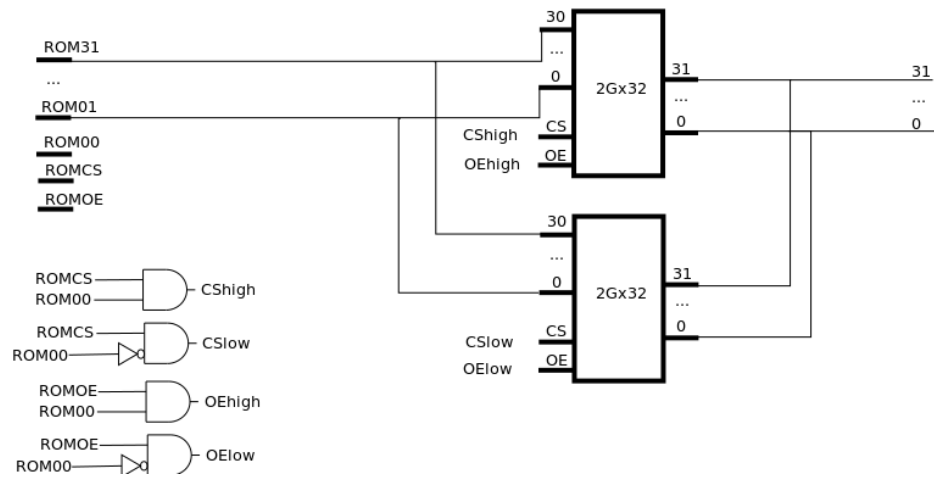 ROM31
...
ROM01
ROM00
ROMCS
ROMOE
30
...
0
CShigh CS
OEhigh OE
2Gx32
31
...
0
31
...
0
30
...
0
CSlow CS
OElow OE
2Gx32
31
...
0
ROMCS
ROM00
CShigh
ROMCS
ROM00
CSlow
ROMOE
ROM00
OEhigh
ROMOE
ROM00
OElow